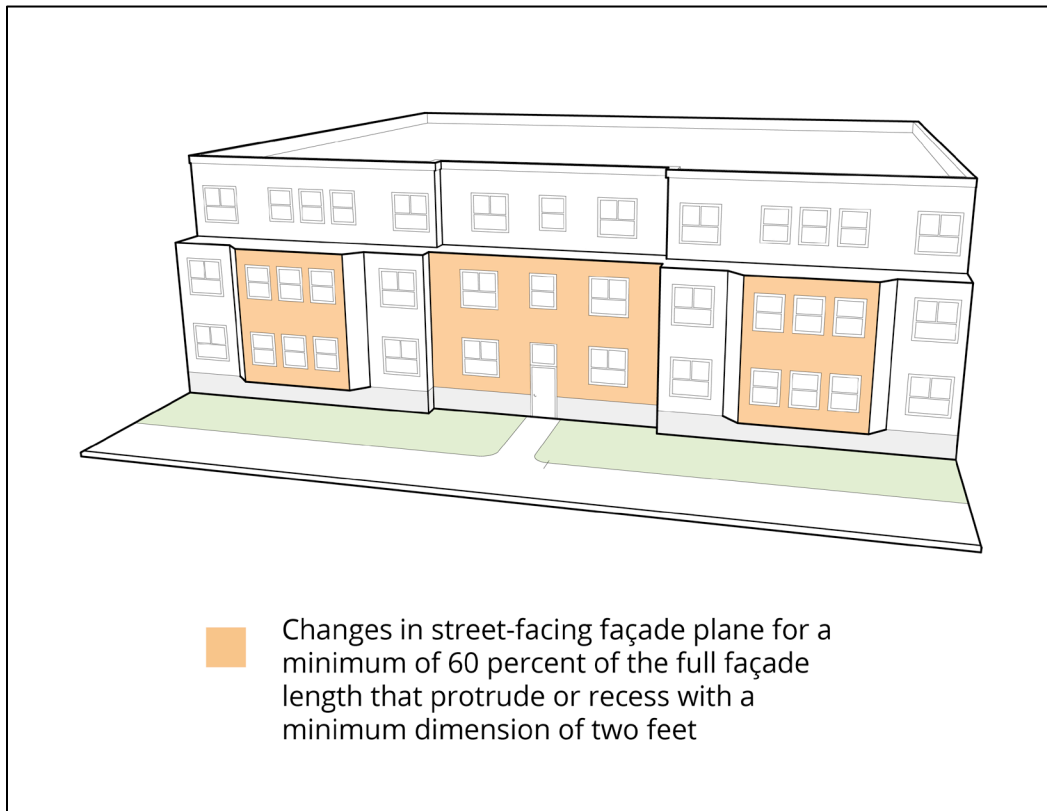 Changes in street-facing façade plane for a
minimum of 60 percent of the full façade
length that protrude or recess with a
minimum dimension of two feet